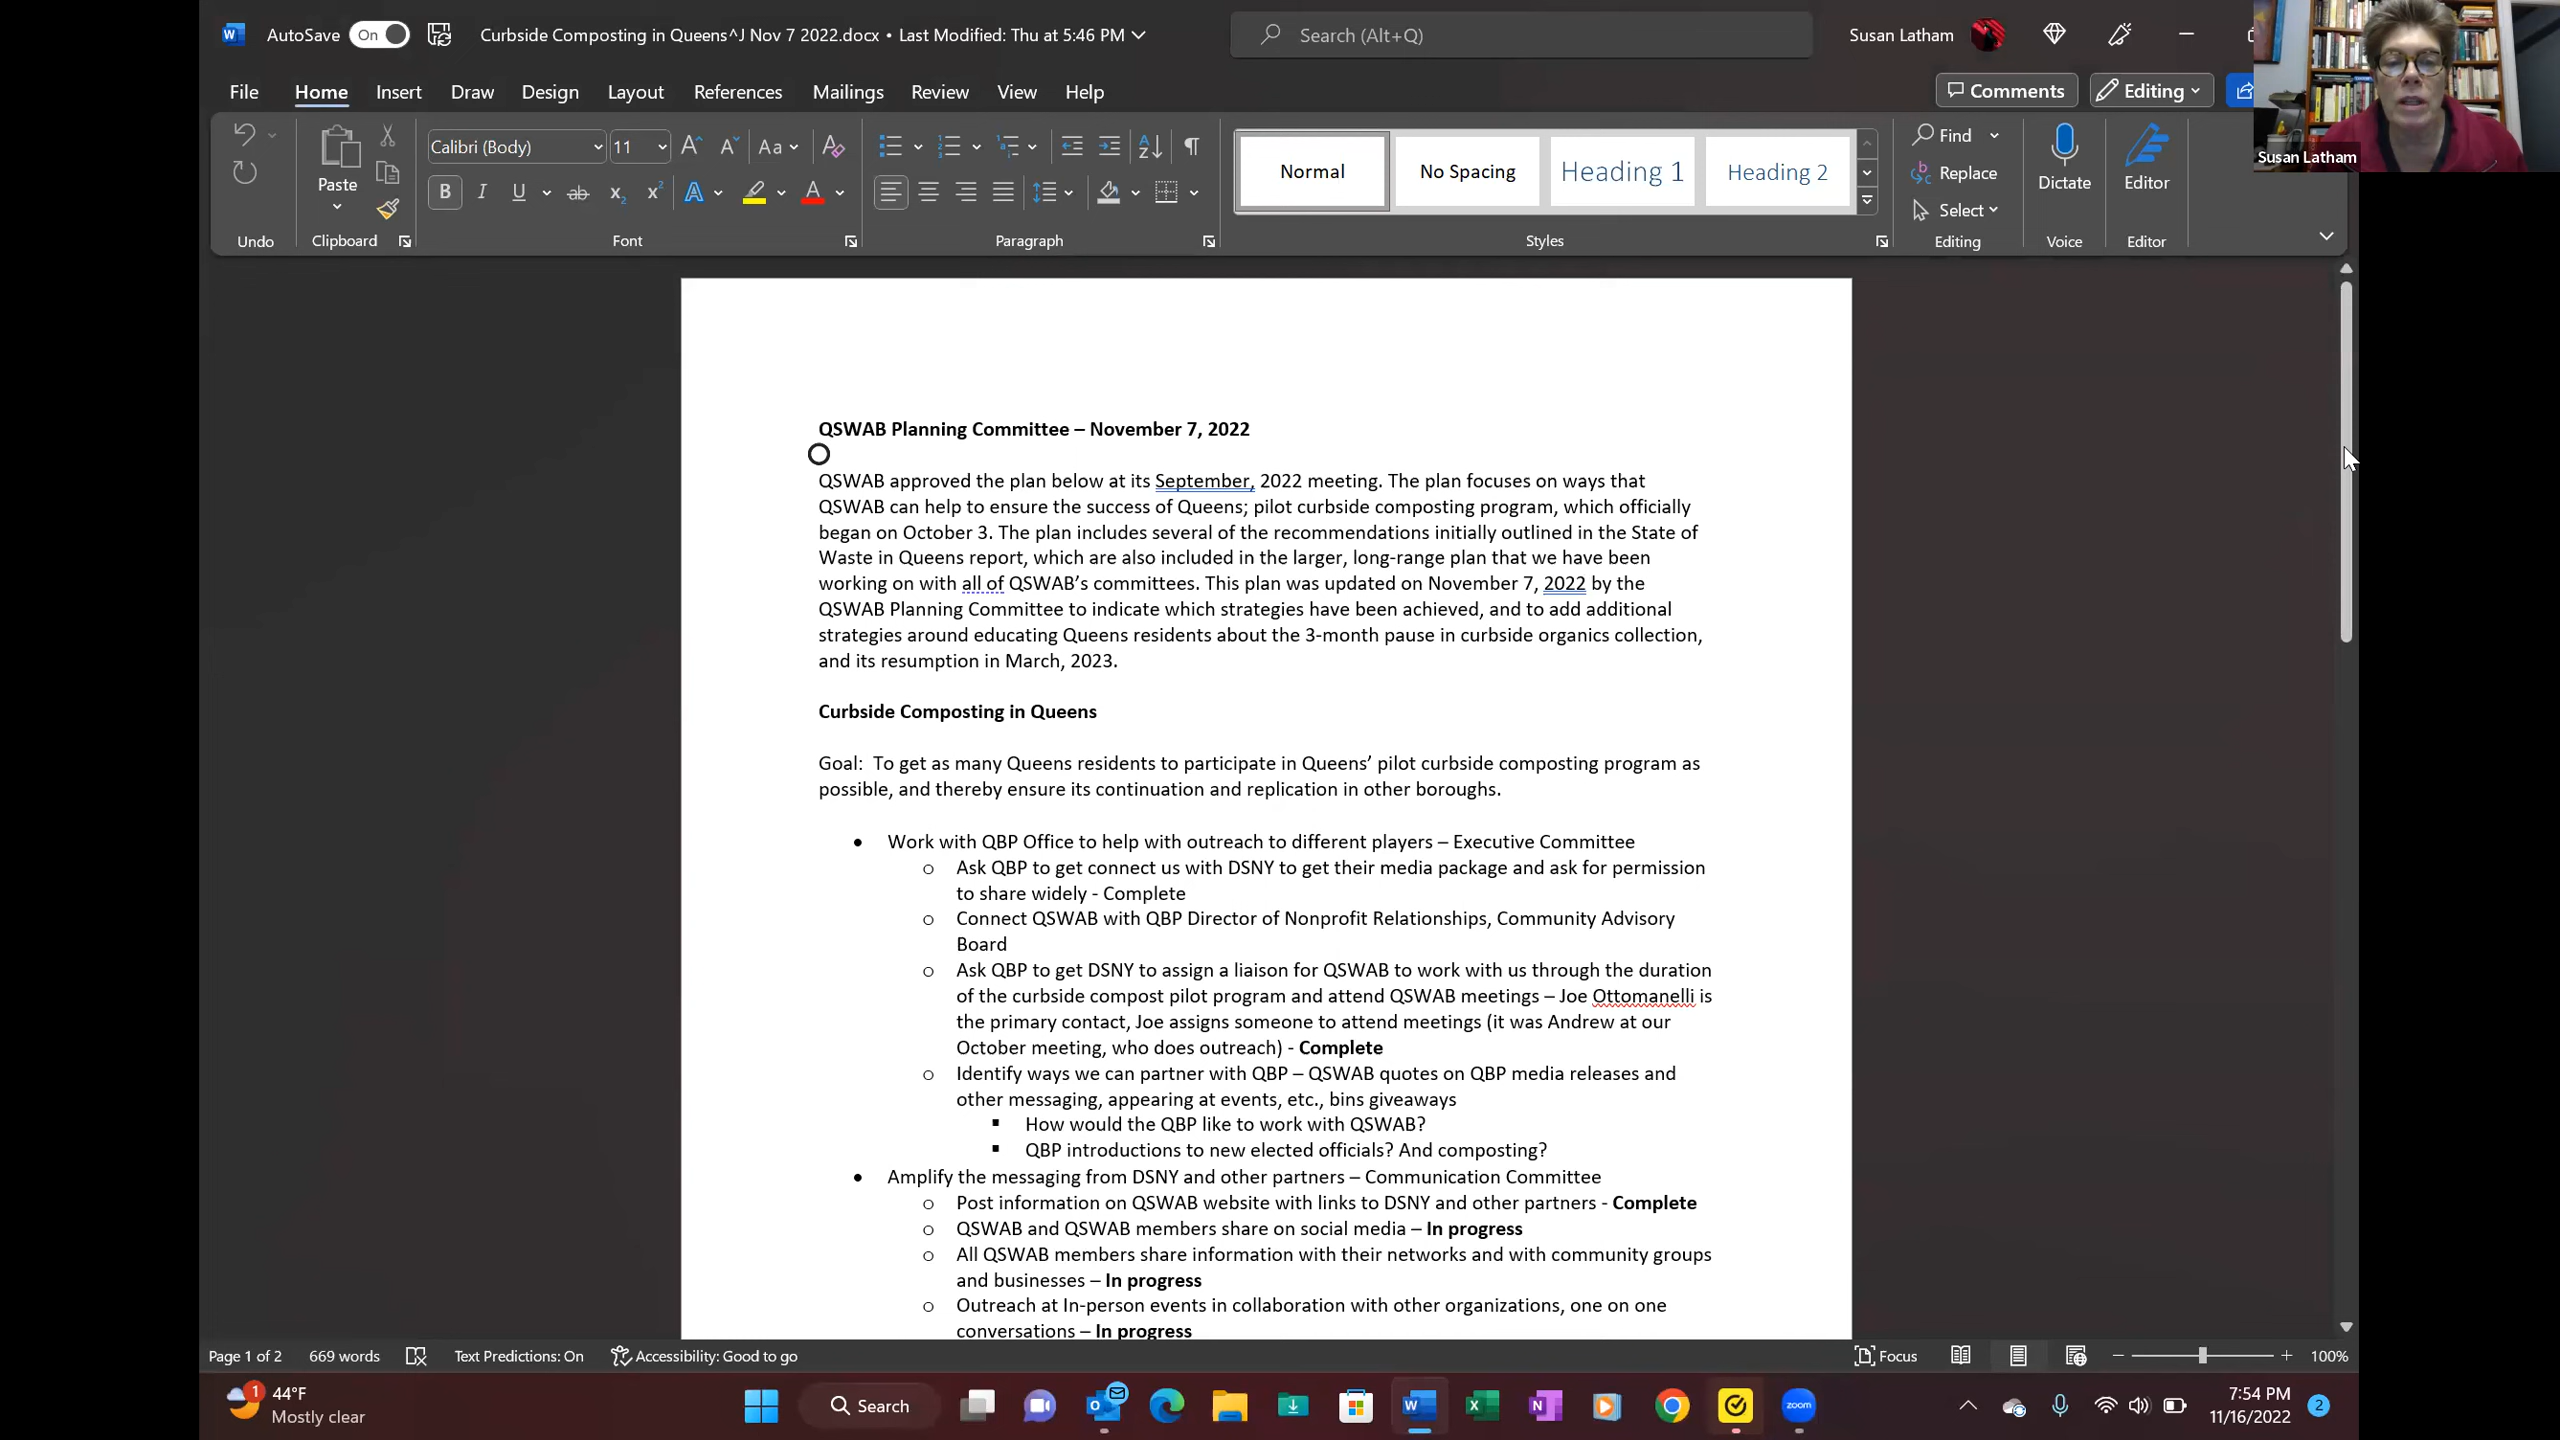 AutoSave On Curbside Composting in Queens^J Nov 7 2022.docx • Last Modified: Thu at 5:46 PM Search (Alt+Q) Susan Latham
File Home Insert Draw Design Layout References Mailings Review View Help Comments Editing
Paste Calibri (Body) 11 Aa Normal No Spacing Heading 1 Heading 2 Find Replace Select Dictate Editor
Susan Latham
Undo Clipboard Font Paragraph Styles Editing Voice Editor
QSWAB Planning Committee – November 7, 2022
QSWAB approved the plan below at its September, 2022 meeting. The plan focuses on ways that
QSWAB can help to ensure the success of Queens; pilot curbside composting program, which officially
began on October 3. The plan includes several of the recommendations initially outlined in the State of
Waste in Queens report, which are also included in the larger, long-range plan that we have been
working on with all of QSWAB’s committees. This plan was updated on November 7, 2022 by the
QSWAB Planning Committee to indicate which strategies have been achieved, and to add additional
strategies around educating Queens residents about the 3-month pause in curbside organics collection,
and its resumption in March, 2023.
Curbside Composting in Queens
Goal:  To get as many Queens residents to participate in Queens’ pilot curbside composting program as
possible, and thereby ensure its continuation and replication in other boroughs.
• Work with QBP Office to help with outreach to different players – Executive Committee
o Ask QBP to get connect us with DSNY to get their media package and ask for permission
to share widely - Complete
o Connect QSWAB with QBP Director of Nonprofit Relationships, Community Advisory
Board
o Ask QBP to get DSNY to assign a liaison for QSWAB to work with us through the duration
of the curbside compost pilot program and attend QSWAB meetings – Joe Ottomanelli is
the primary contact, Joe assigns someone to attend meetings (it was Andrew at our
October meeting, who does outreach) - Complete
o Identify ways we can partner with QBP – QSWAB quotes on QBP media releases and
other messaging, appearing at events, etc., bins giveaways
▪ How would the QBP like to work with QSWAB?
▪ QBP introductions to new elected officials? And composting?
• Amplify the messaging from DSNY and other partners – Communication Committee
o Post information on QSWAB website with links to DSNY and other partners - Complete
o QSWAB and QSWAB members share on social media – In progress
o All QSWAB members share information with their networks and with community groups
and businesses – In progress
o Outreach at In-person events in collaboration with other organizations, one on one
conversations – In progress
Page 1 of 2 669 words Text Predictions: On Accessibility: Good to go Focus 100%
1 44°F Search zoom 7:54 PM
Mostly clear 11/16/2022 2